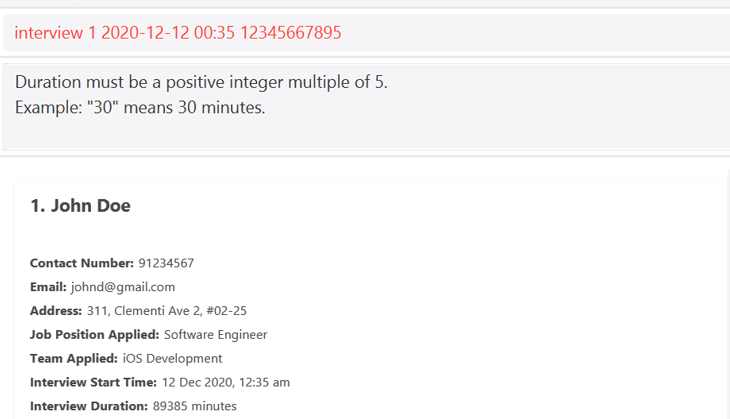 interview 1 2020-12-12 00:35 12345667895
Duration must be a positive integer multiple of 5.
Example: "30" means 30 minutes.
1. John Doe
Contact Number: 91234567
Email: johnd@gmail.com
Address: 311, Clementi Ave 2, #02-25
Job Position Applied: Software Engineer
Team Applied: iOS Development
Interview Start Time: 12 Dec 2020, 12:35 am
Interview Duration: 89385 minutes